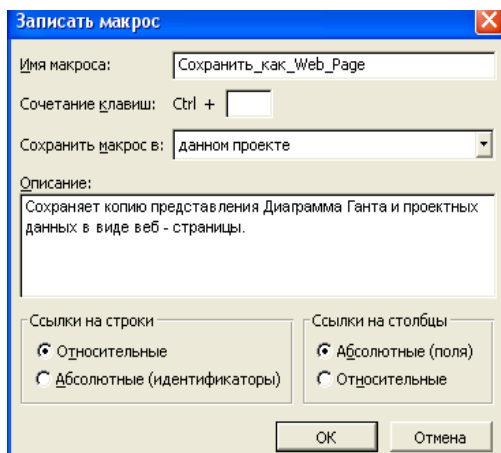 Записать макрос
Имя макроса: Сохранить_как_Web_Page
Сочетание клавиш: Ctrl +
Сохранить макрос в: данном проекте
Описание:
Сохраняет копию представления Диаграмма Ганта и проектных
данных в виде веб - страницы.
Ссылки на строки
Относительные
Абсолютные (идентификаторы)
Ссылки на столбцы
Абсолютные (поля)
Относительные
ОК
Отмена